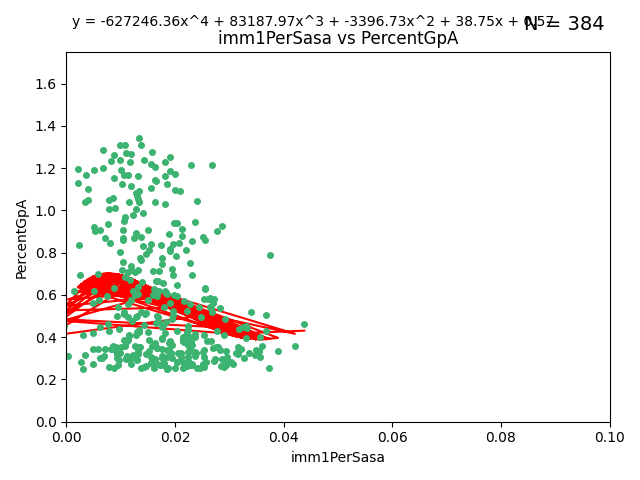 y = -627246.36x^4 + 83187.97x^3 + -3396.73x^2 + 38.75x + 0.52
N = 384
imm1PerSasa vs PercentGpA
PercentGpA
1.6
1.4
1.2
1.0
0.8
0.6
0.4
0.2
0.0
0.00 0.02 0.04 0.06 0.08 0.10
imm1PerSasa